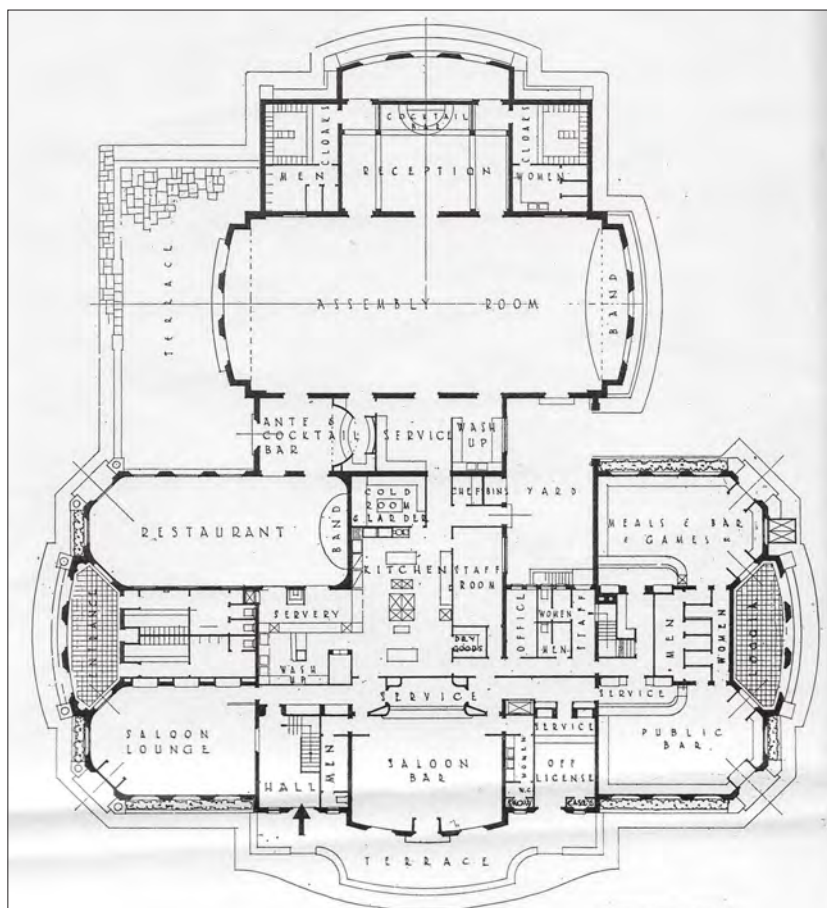 COCKTAIL
BAR
CLOAKS
CLOAKS
MEN
RECEPTION
WOMEN
TERRACE
ASSEMBLY ROOM
BAND
ANTE &
COCKTAIL
BAR
SERVICE
WASH
UP
COLD
ROOM
& LARDER
CHEF
BINS
YARD
RESTAURANT
BAND
MEALS & BAR
& GAMES
KITCHEN
STAFF
ROOM
ENTRANCE
SERVERY
OFFICE
WOMEN
MEN
STAFF
MEN
WOMEN
LOGGIA
DRY
GOODS
WASH
UP
SERVICE
SERVICE
SALOON
LOUNGE
HALL
MEN
SALOON
BAR
WOMEN
W.C.
SERVICE
OFF
LICENSE
PUBLIC
BAR
SHOW
CASES
TERRACE